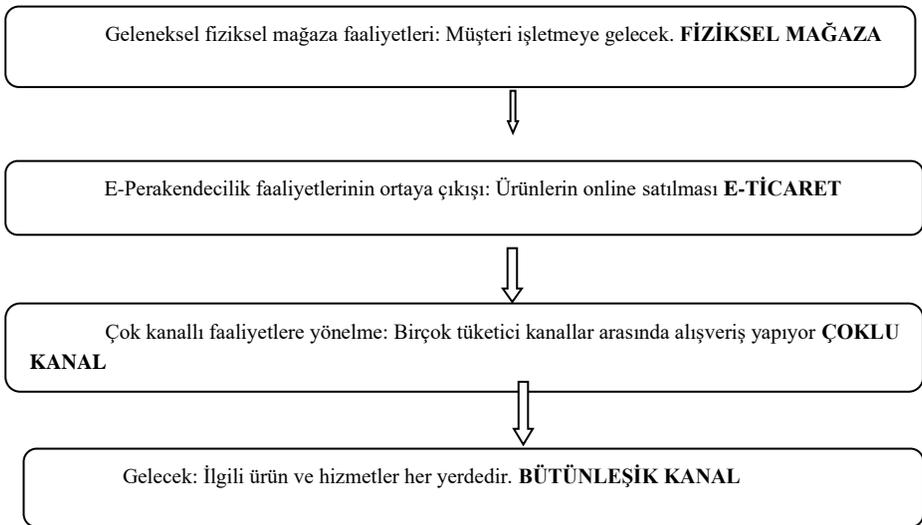 Geleneksel fiziksel mağaza faaliyetleri: Müşteri işletmeye gelecek. FİZİKSEL MAĞAZA
E-Perakendecilik faaliyetlerinin ortaya çıkışı: Ürünlerin online satılması E-TİCARET
Çok kanallı faaliyetlere yönelme: Birçok tüketici kanallar arasında alışveriş yapıyor ÇOKLU
KANAL
Gelecek: İlgili ürün ve hizmetler her yerdedir. BÜTÜNLEŞİK KANAL